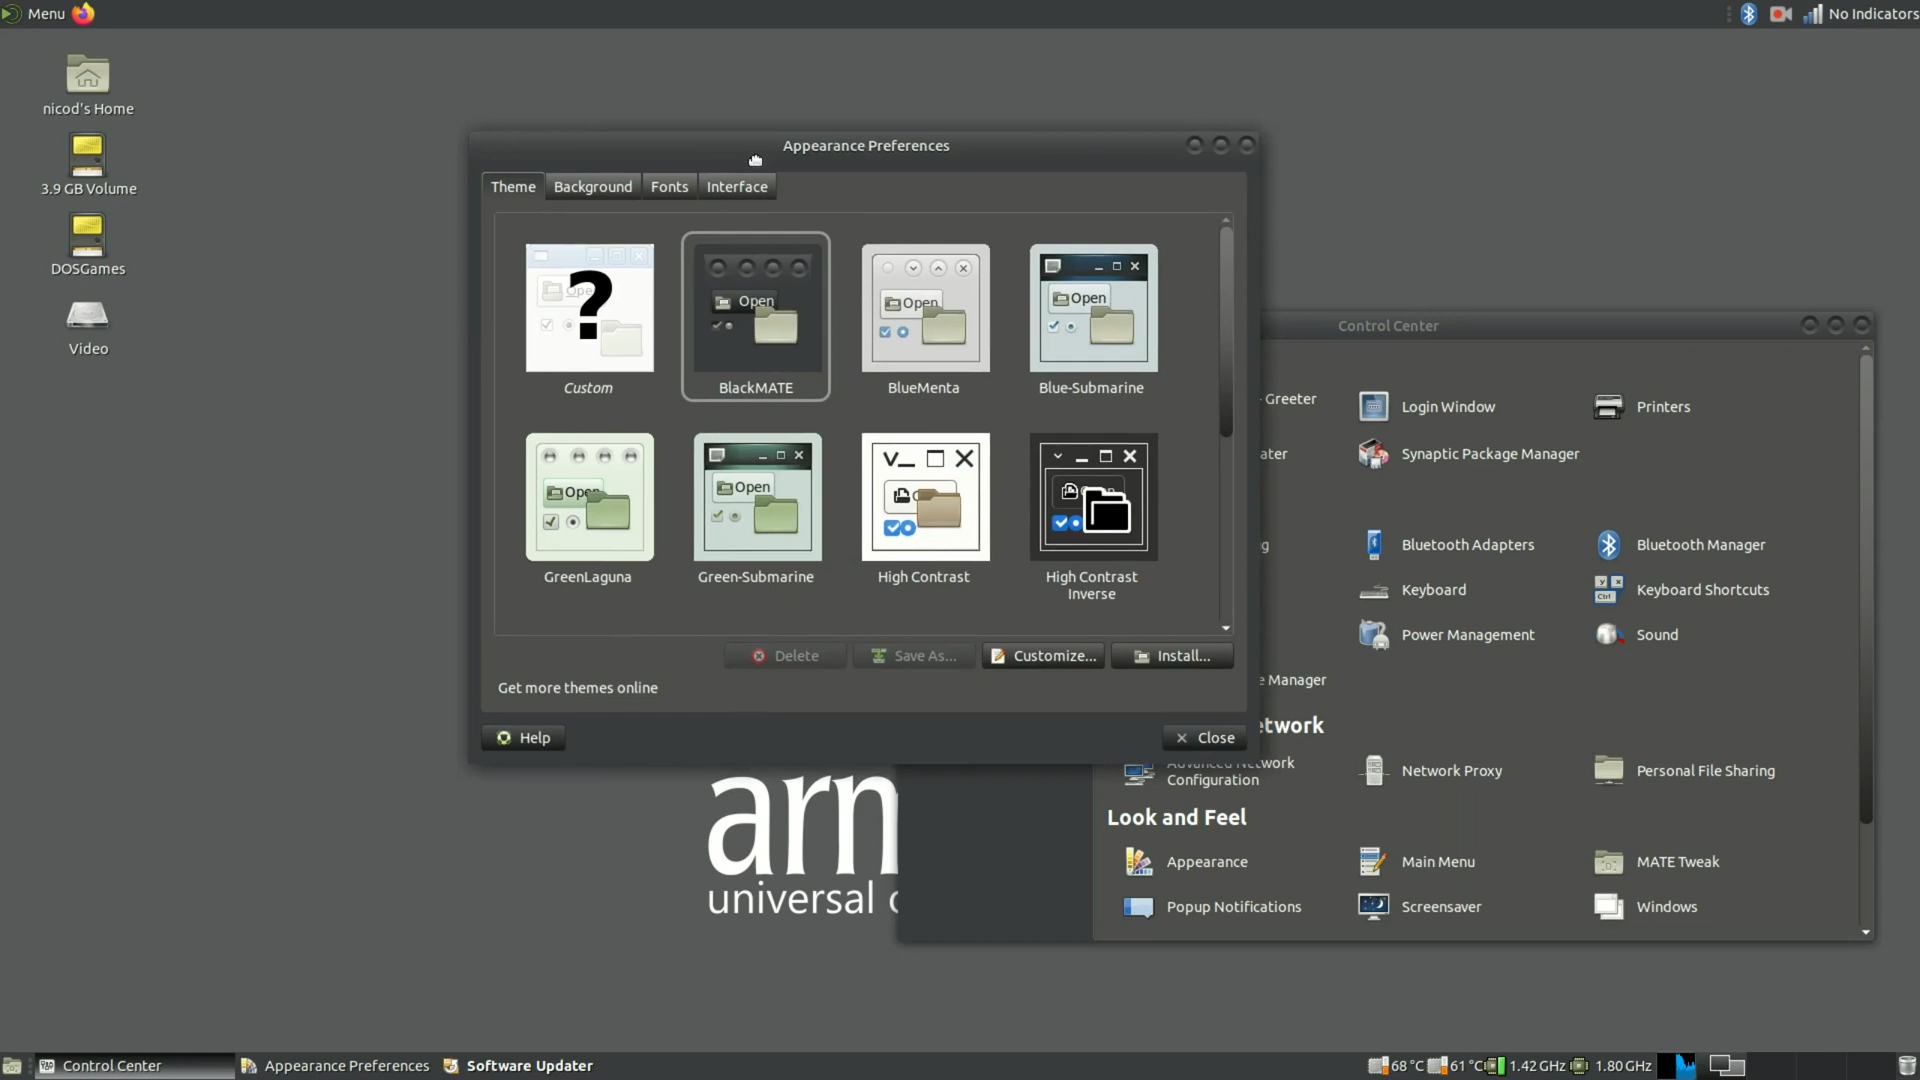 Menu
No Indicators
nicod's Home
3.9 GB Volume
DOSGames
Video
Appearance Preferences
Theme
Background
Fonts
Interface
Open
Open
Open
Custom
BlackMATE
BlueMenta
Blue-Submarine
Open
Open
GreenLaguna
Green-Submarine
High Contrast
High Contrast
Inverse
Delete
Save As...
Customize...
Install...
Get more themes online
Help
Close
Control Center
Greeter
Login Window
Printers
ater
Synaptic Package Manager
g
Bluetooth Adapters
Bluetooth Manager
Keyboard
Keyboard Shortcuts
Power Management
Sound
e Manager
etwork
Advanced Network
Configuration
Network Proxy
Personal File Sharing
Look and Feel
Appearance
Main Menu
MATE Tweak
Popup Notifications
Screensaver
Windows
arm
universal
Control Center
Appearance Preferences
Software Updater
68 °C
61 °C
1.42 GHz
1.80 GHz